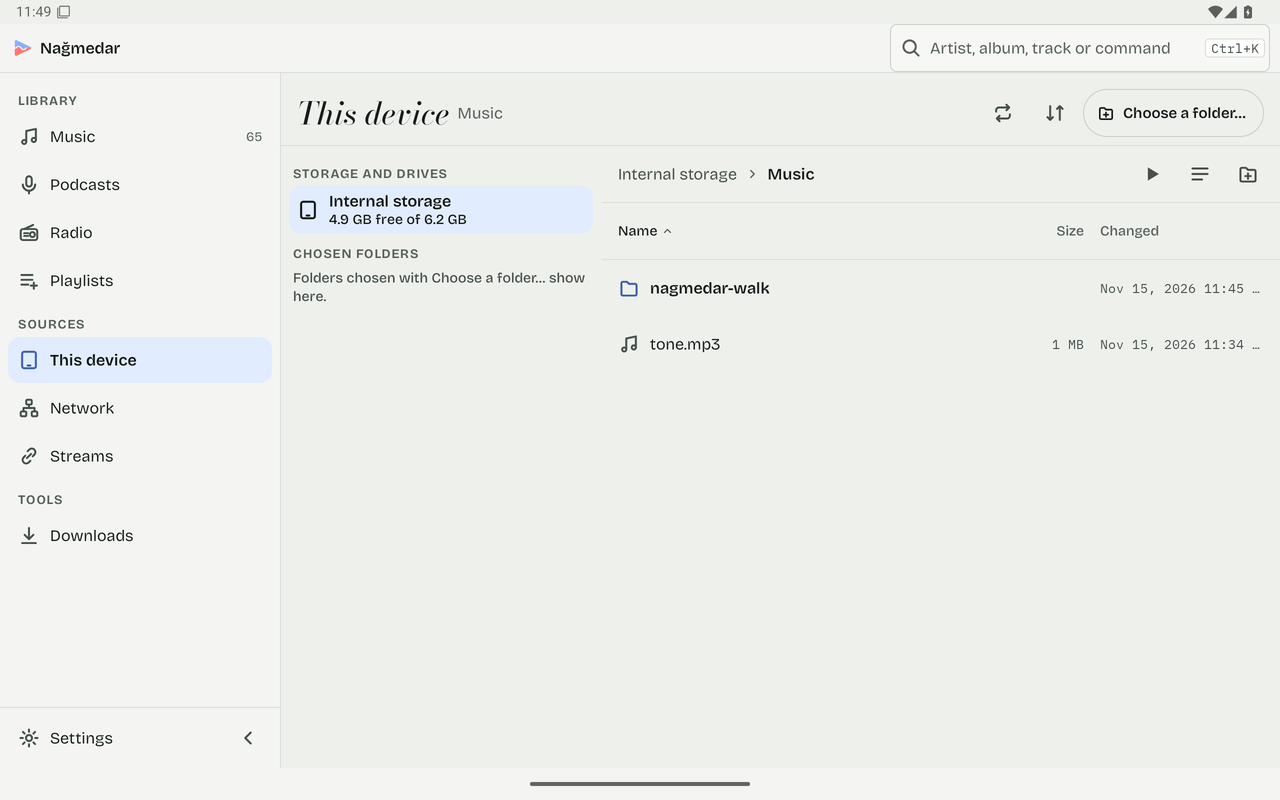 11:49
Nağmedar
Artist, album, track or command
Ctrl+K
LIBRARY
Music
65
Podcasts
Radio
Playlists
SOURCES
This device
Network
Streams
TOOLS
Downloads
Settings
This device
Music
Choose a folder...
STORAGE AND DRIVES
Internal storage
4.9 GB free of 6.2 GB
CHOSEN FOLDERS
Folders chosen with Choose a folder... show
here.
Internal storage
Music
Name
Size
Changed
nagmedar-walk
Nov 15, 2026 11:45 …
tone.mp3
1 MB
Nov 15, 2026 11:34 …